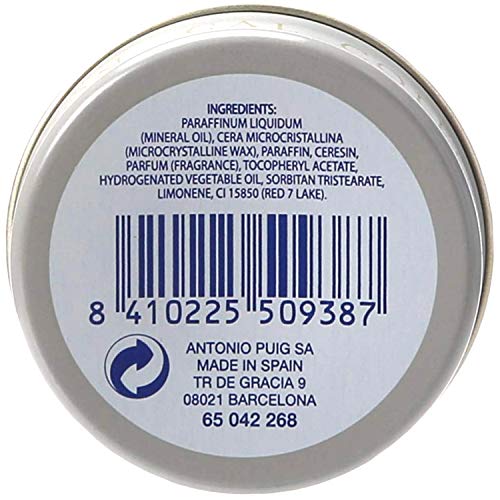 INGREDIENTS:
PARAFFINUM LIQUIDUM
(MINERAL OIL), CERA MICROCRISTALLINA
(MICROCRYSTALLINE WAX), PARAFFIN, CERESIN,
PARFUM (FRAGRANCE), TOCOPHERYL ACETATE,
HYDROGENATED VEGETABLE OIL, SORBITAN TRISTEARATE,
LIMONENE, CI 15850 (RED 7 LAKE).
8 410225 509387
ANTONIO PUIG SA
MADE IN SPAIN
TR DE GRACIA 9
08021 BARCELONA
65 042 268